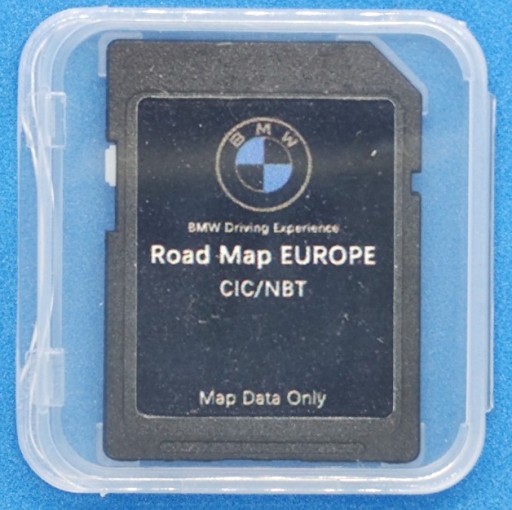 BMW
BMW Driving Experience
Road Map EUROPE
CIC/NBT
Map Data Only